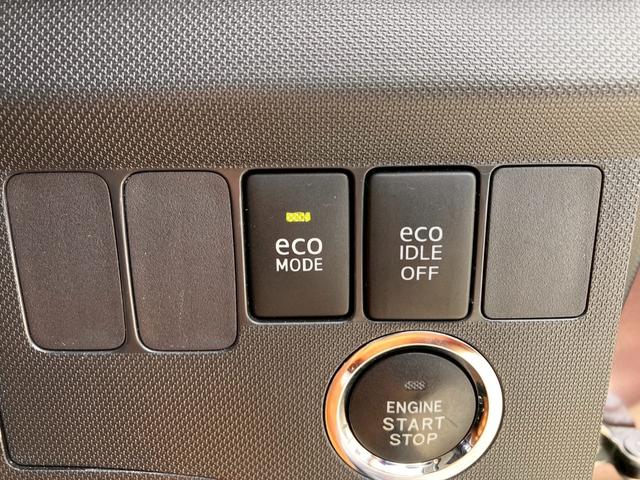 eco
MODE
eco
IDLE
OFF
ENGINE
START
STOP